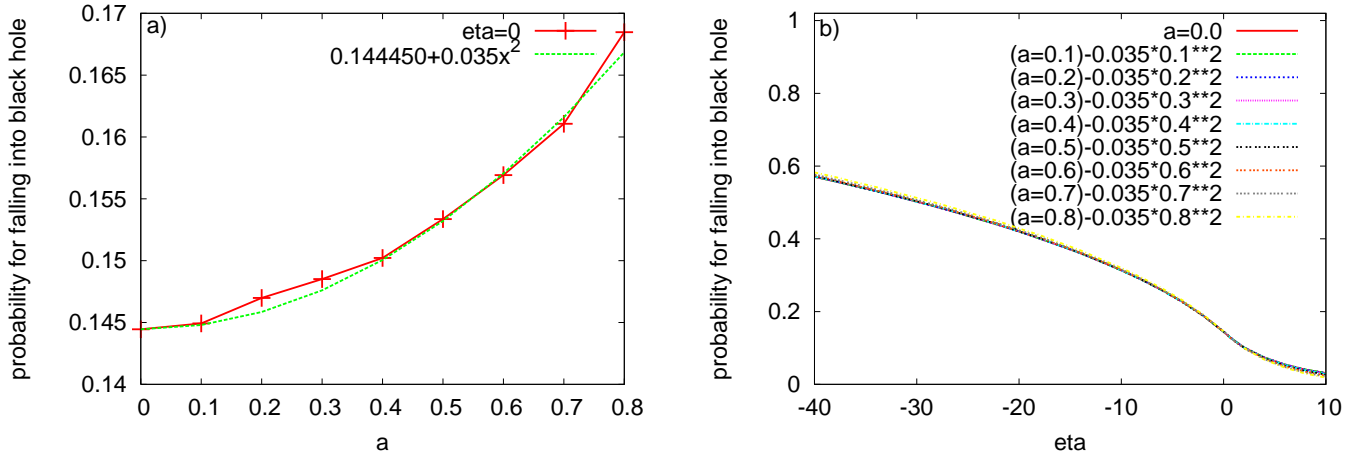 a)
eta=0
0.144450+0.035x^2
probability for falling into black hole
0.17
0.165
0.16
0.155
0.15
0.145
0.14
0 0.1 0.2 0.3 0.4 0.5 0.6 0.7 0.8
a
b)
a=0.0
(a=0.1)-0.035*0.1**2
(a=0.2)-0.035*0.2**2
(a=0.3)-0.035*0.3**2
(a=0.4)-0.035*0.4**2
(a=0.5)-0.035*0.5**2
(a=0.6)-0.035*0.6**2
(a=0.7)-0.035*0.7**2
(a=0.8)-0.035*0.8**2
probability for falling into black hole
1
0.8
0.6
0.4
0.2
0
-40 -30 -20 -10 0 10
eta